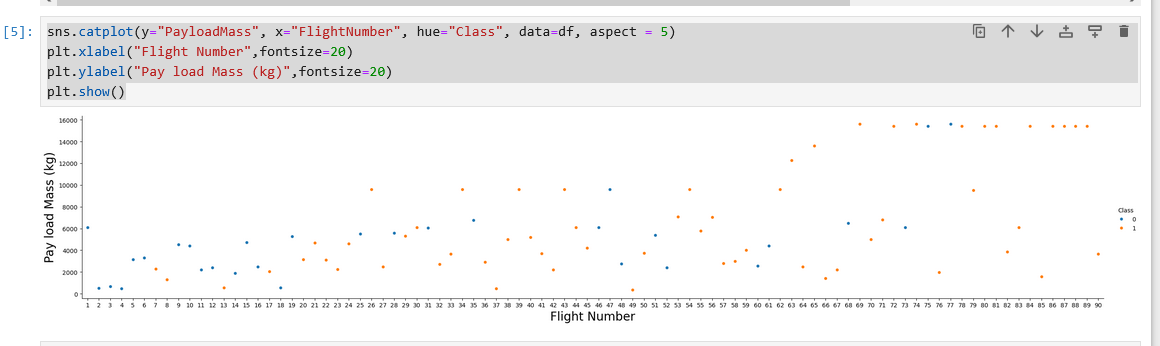 [5]: sns.catplot(y="PayloadMass", x="FlightNumber", hue="Class", data=df, aspect = 5)
plt.xlabel("Flight Number",fontsize=20)
plt.ylabel("Pay load Mass (kg)",fontsize=20)
plt.show()
16000
14000
12000
10000
8000
6000
4000
2000
0
Pay load Mass (kg)
1 2 3 4 5 6 7 8 9 10 11 12 13 14 15 16 17 18 19 20 21 22 23 24 25 26 27 28 29 30 31 32 33 34 35 36 37 38 39 40 41 42 43 44 45 46 47 48 49 50 51 52 53 54 55 56 57 58 59 60 61 62 63 64 65 66 67 68 69 70 71 72 73 74 75 76 77 78 79 80 81 82 83 84 85 86 87 88 89 90
Flight Number
Class
0
1